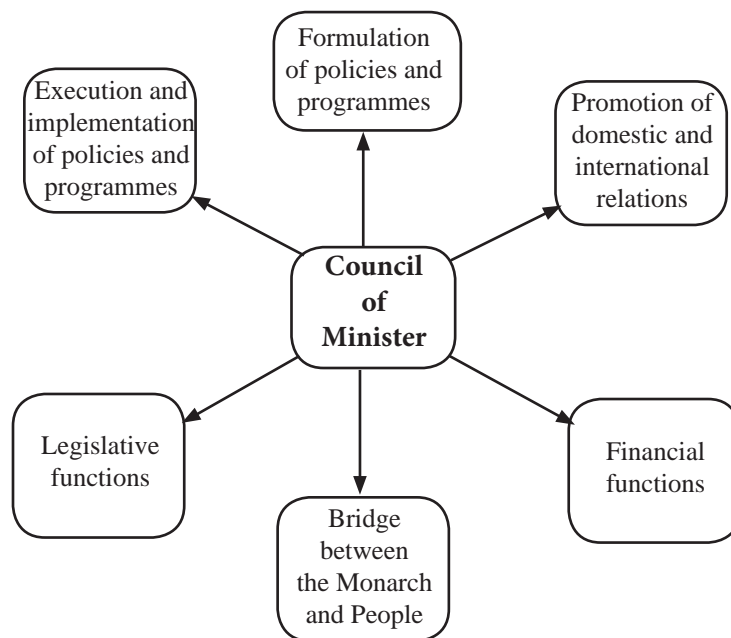 Formulation
of policies and
programmes
Execution and
implementation
of policies and
programmes
Promotion of
domestic and
international
relations
Council
of
Minister
Legislative
functions
Financial
functions
Bridge
between
the Monarch
and People